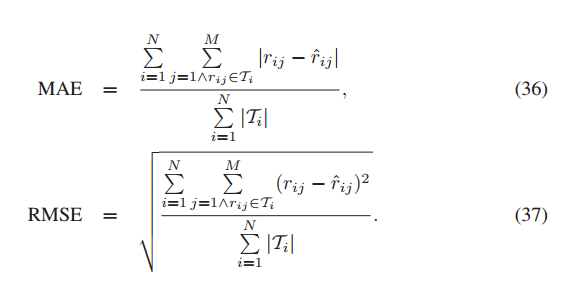 MAE = \frac{\sum_{i=1}^{N} \sum_{j=1 \wedge r_{ij} \in \mathcal{T}_i}^{M} |r_{ij} - \hat{r}_{ij}|}{\sum_{i=1}^{N} |\mathcal{T}_i|}, (36)
RMSE = \sqrt{\frac{\sum_{i=1}^{N} \sum_{j=1 \wedge r_{ij} \in \mathcal{T}_i}^{M} (r_{ij} - \hat{r}_{ij})^2}{\sum_{i=1}^{N} |\mathcal{T}_i|}}. (37)